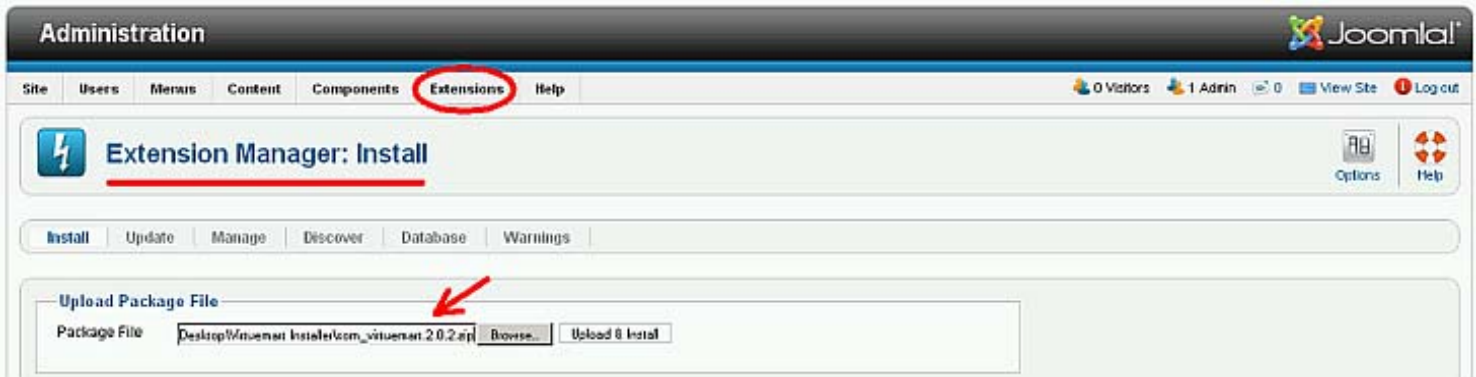 Administration
Joomla!
Site Users Menus Content Components Extensions Help 0 Visitors 1 Admin 0 View Site Log out
Extension Manager: Install
Options Help
Install Update Manage Discover Database Warnings
Upload Package File
Package File Desktop\Virtuemart Installer\com_virtuemart.2.0.2.zip Browse... Upload & Install